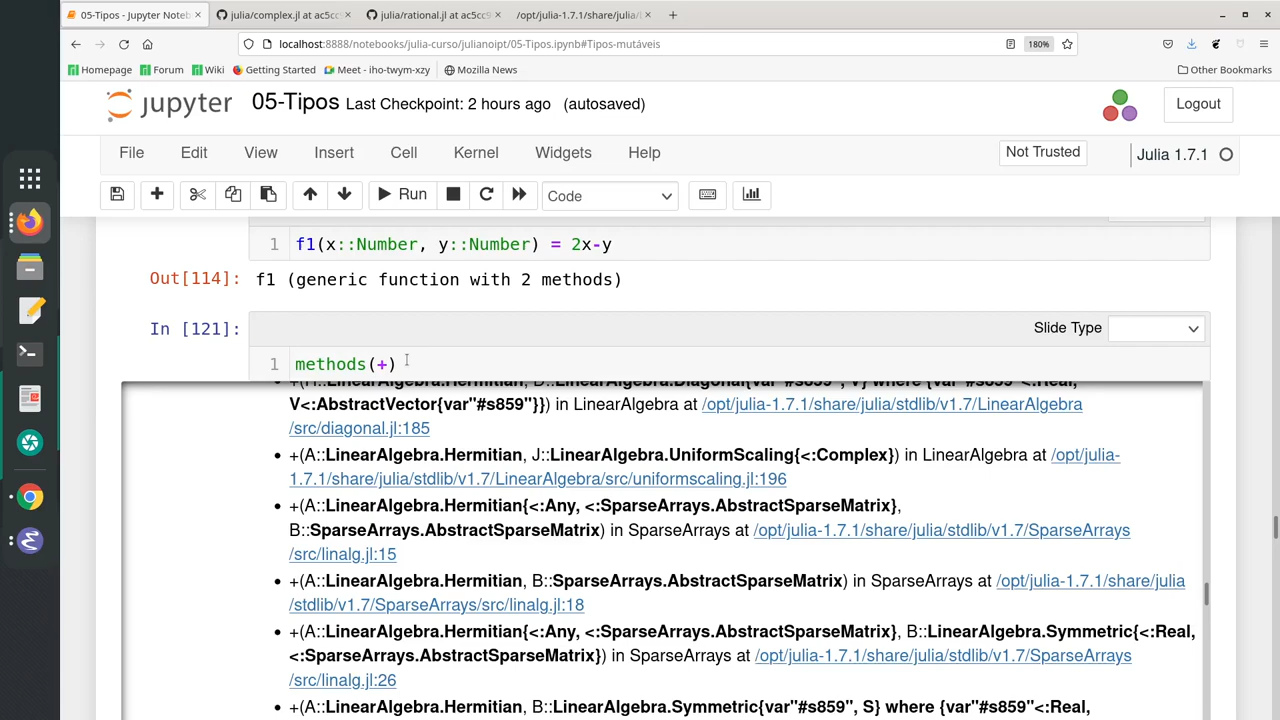 05-Tipos - Jupyter Noteb
julia/complex.jl at ac5cc
julia/rational.jl at ac5cc9
/opt/julia-1.7.1/share/julia/
localhost:8888/notebooks/julia-curso/julianoipt/05-Tipos.ipynb#Tipos-mutáveis
180%
Homepage
Forum
Wiki
Getting Started
Meet - iho-twym-xzy
Mozilla News
Other Bookmarks
jupyter
05-Tipos Last Checkpoint: 2 hours ago (autosaved)
Logout
File Edit View Insert Cell Kernel Widgets Help
Not Trusted
Julia 1.7.1
Run
Code
1 f1(x::Number, y::Number) = 2x-y
Out[114]: f1 (generic function with 2 methods)
In [121]:
Slide Type
1 methods(+)
V<:AbstractVector{var"#s859"}}) in LinearAlgebra at /opt/julia-1.7.1/share/julia/stdlib/v1.7/LinearAlgebra
/src/diagonal.jl:185
• +(A::LinearAlgebra.Hermitian, J::LinearAlgebra.UniformScaling{<:Complex}) in LinearAlgebra at /opt/julia-
1.7.1/share/julia/stdlib/v1.7/LinearAlgebra/src/uniformscaling.jl:196
• +(A::LinearAlgebra.Hermitian{<:Any, <:SparseArrays.AbstractSparseMatrix},
B::SparseArrays.AbstractSparseMatrix) in SparseArrays at /opt/julia-1.7.1/share/julia/stdlib/v1.7/SparseArrays
/src/linalg.jl:15
• +(A::LinearAlgebra.Hermitian, B::SparseArrays.AbstractSparseMatrix) in SparseArrays at /opt/julia-1.7.1/share/julia
/stdlib/v1.7/SparseArrays/src/linalg.jl:18
• +(A::LinearAlgebra.Hermitian{<:Any, <:SparseArrays.AbstractSparseMatrix}, B::LinearAlgebra.Symmetric{<:Real,
<:SparseArrays.AbstractSparseMatrix}) in SparseArrays at /opt/julia-1.7.1/share/julia/stdlib/v1.7/SparseArrays
/src/linalg.jl:26
• +(A::LinearAlgebra.Hermitian, B::LinearAlgebra.Symmetric{var"#s859", S} where {var"#s859"<:Real,